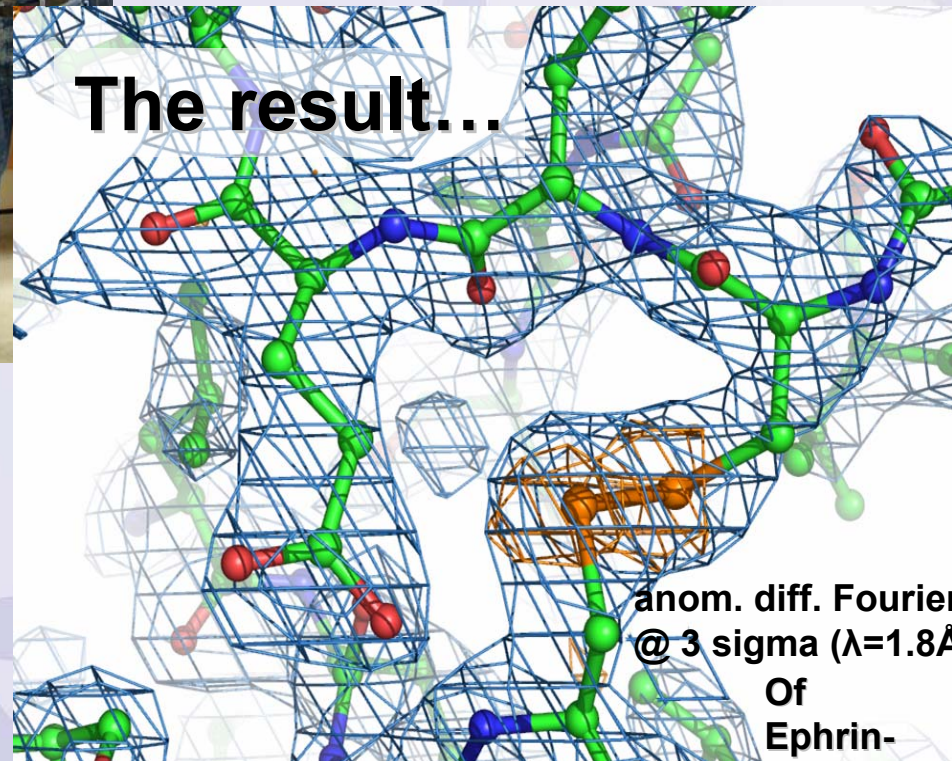 The result…
anom. diff. Fourier
@ 3 sigma (λ=1.8Å
Of
Ephrin-